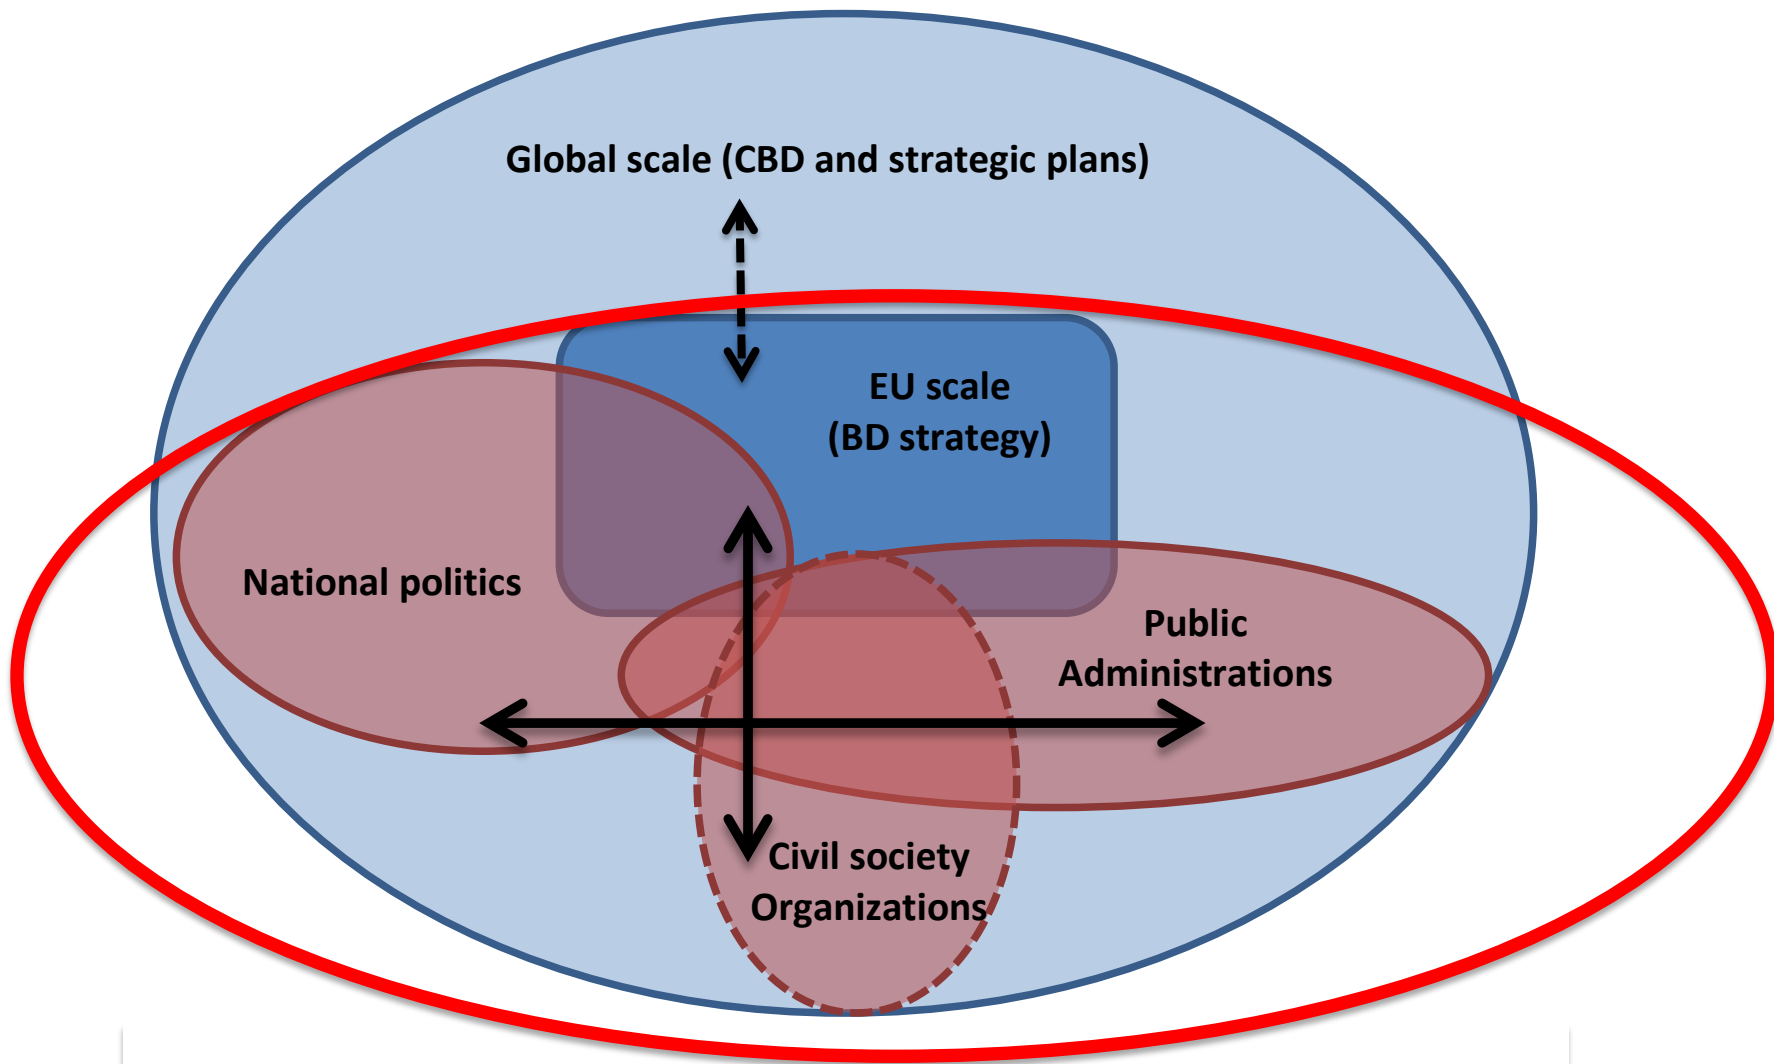 Global scale (CBD and strategic plans)
EU scale
(BD strategy)
National politics
Public
Administrations
Civil society
Organizations